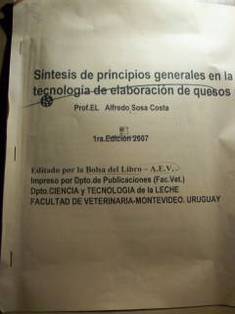 Síntesis de principios generales en la
tecnología de elaboración de quesos
Prof.EL Alfredo Sosa Costa
1ra.Edición 2007
Editado por la Bolsa del Libro – A.E.V.
Impreso por Dpto.de Publicaciones (Fac.Vet.)
Dpto.CIENCIA y TECNOLOGÍA de la LECHE
FACULTAD DE VETERINARIA-MONTEVIDEO. URUGUAY